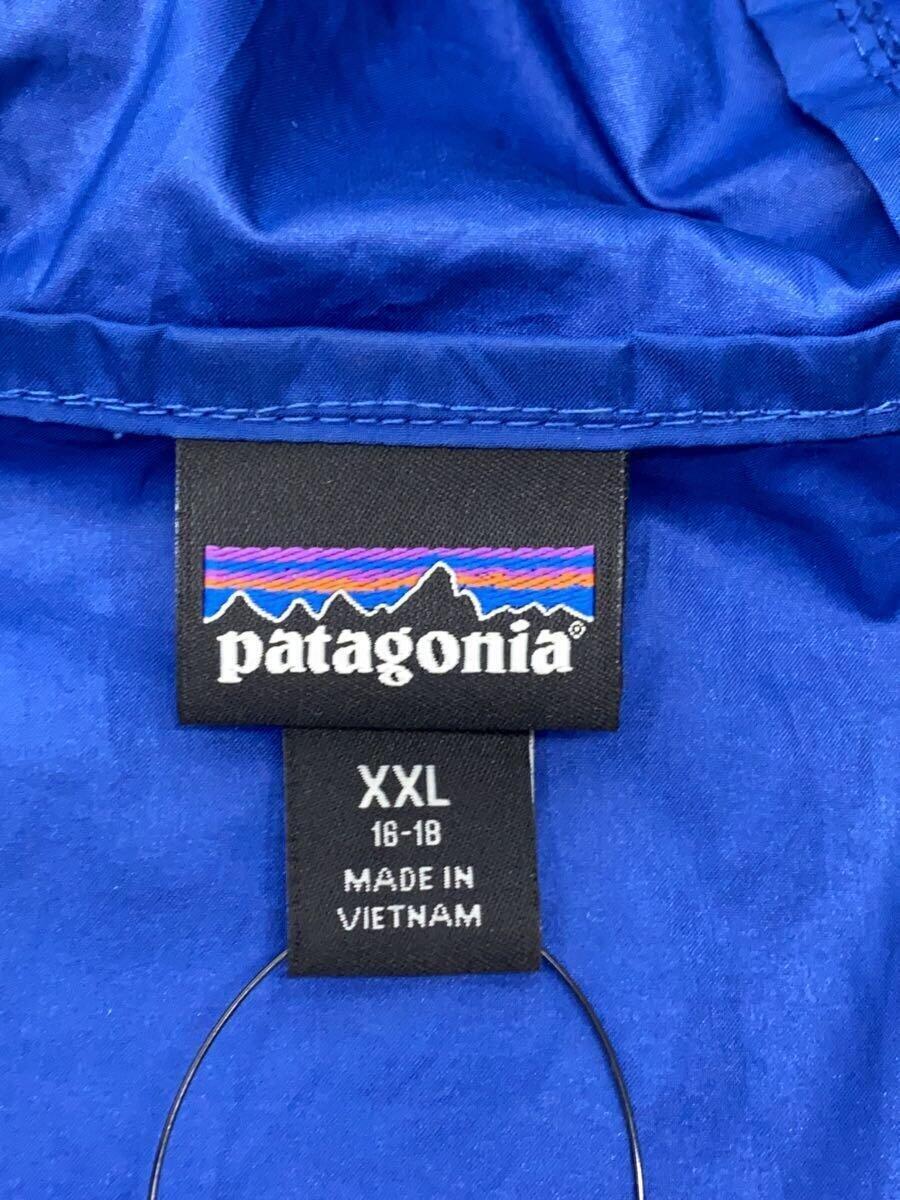 patagonia®
XXL
16-18
MADE IN
VIETNAM